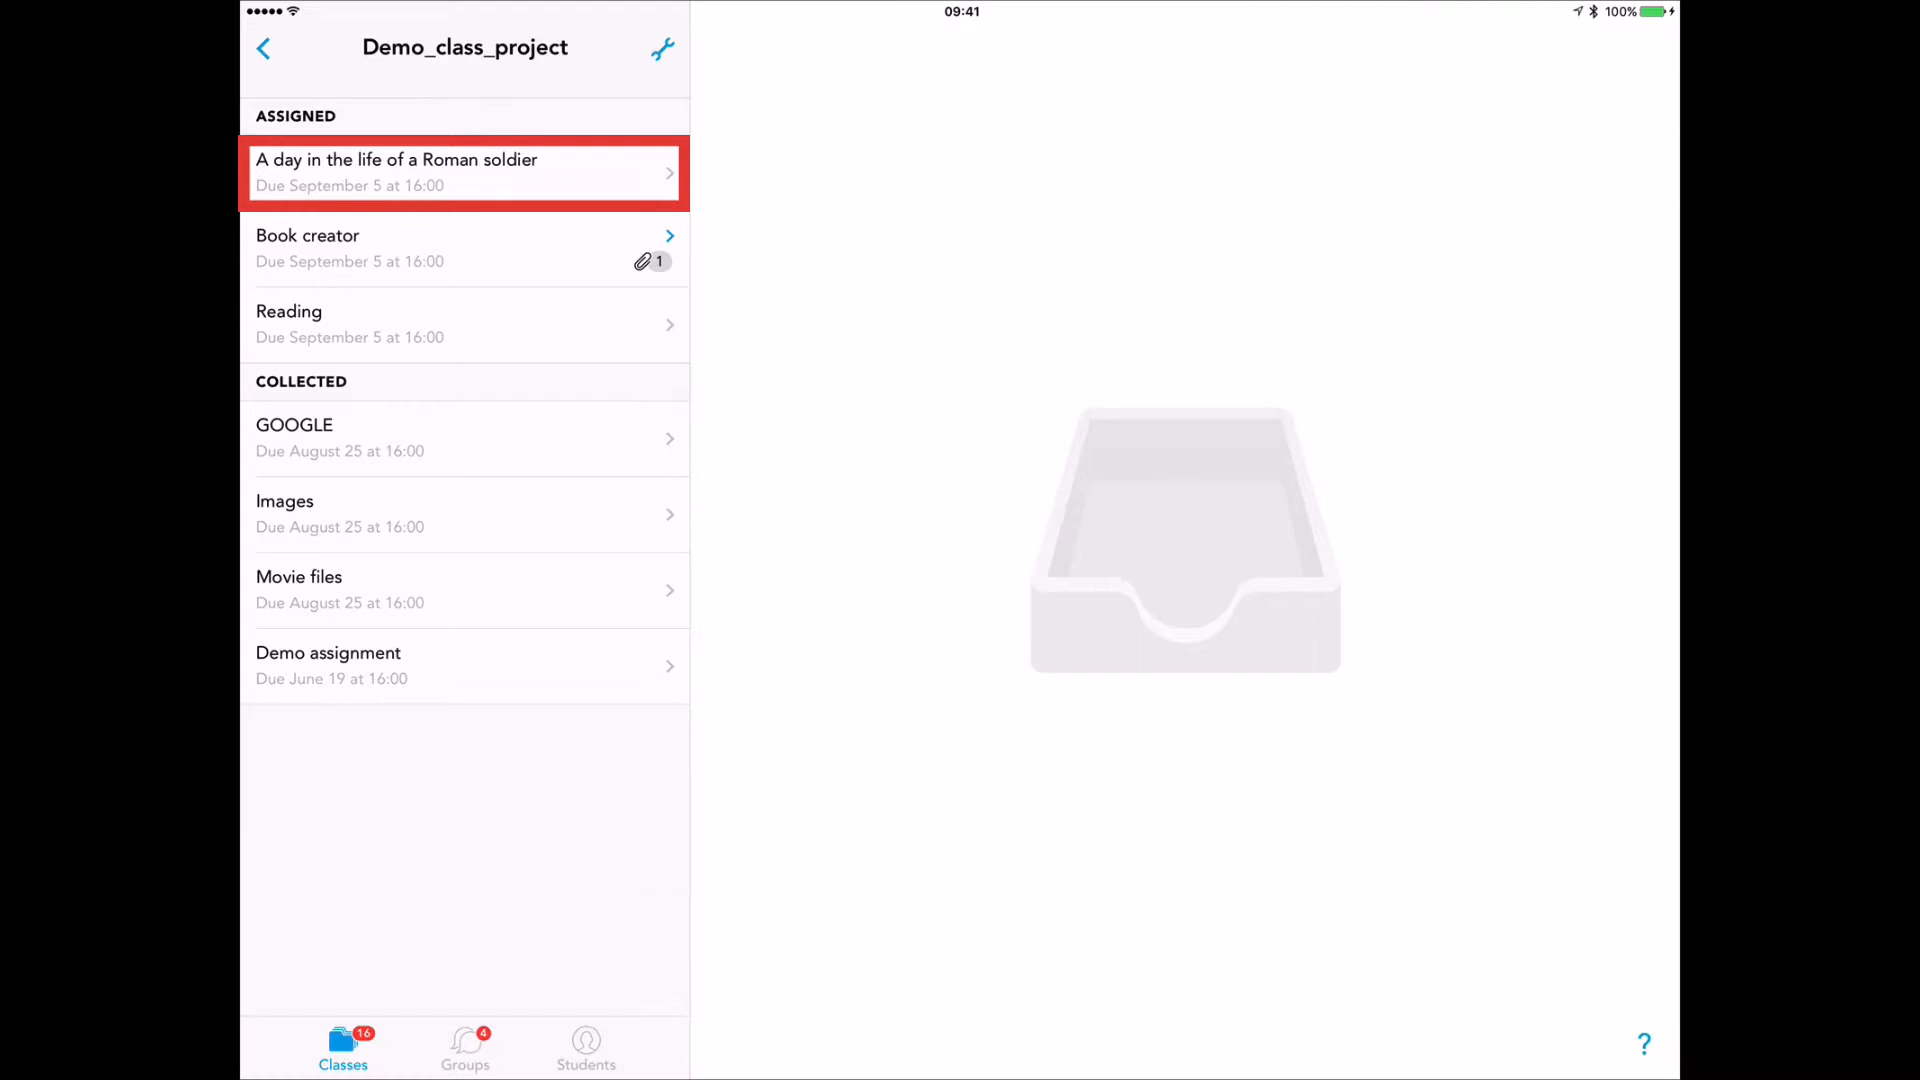 09:41
100%
Demo_class_project
ASSIGNED
A day in the life of a Roman soldier
Due September 5 at 16:00
Book creator
Due September 5 at 16:00
1
Reading
Due September 5 at 16:00
COLLECTED
GOOGLE
Due August 25 at 16:00
Images
Due August 25 at 16:00
Movie files
Due August 25 at 16:00
Demo assignment
Due June 19 at 16:00
16
4
Classes
Groups
Students
?